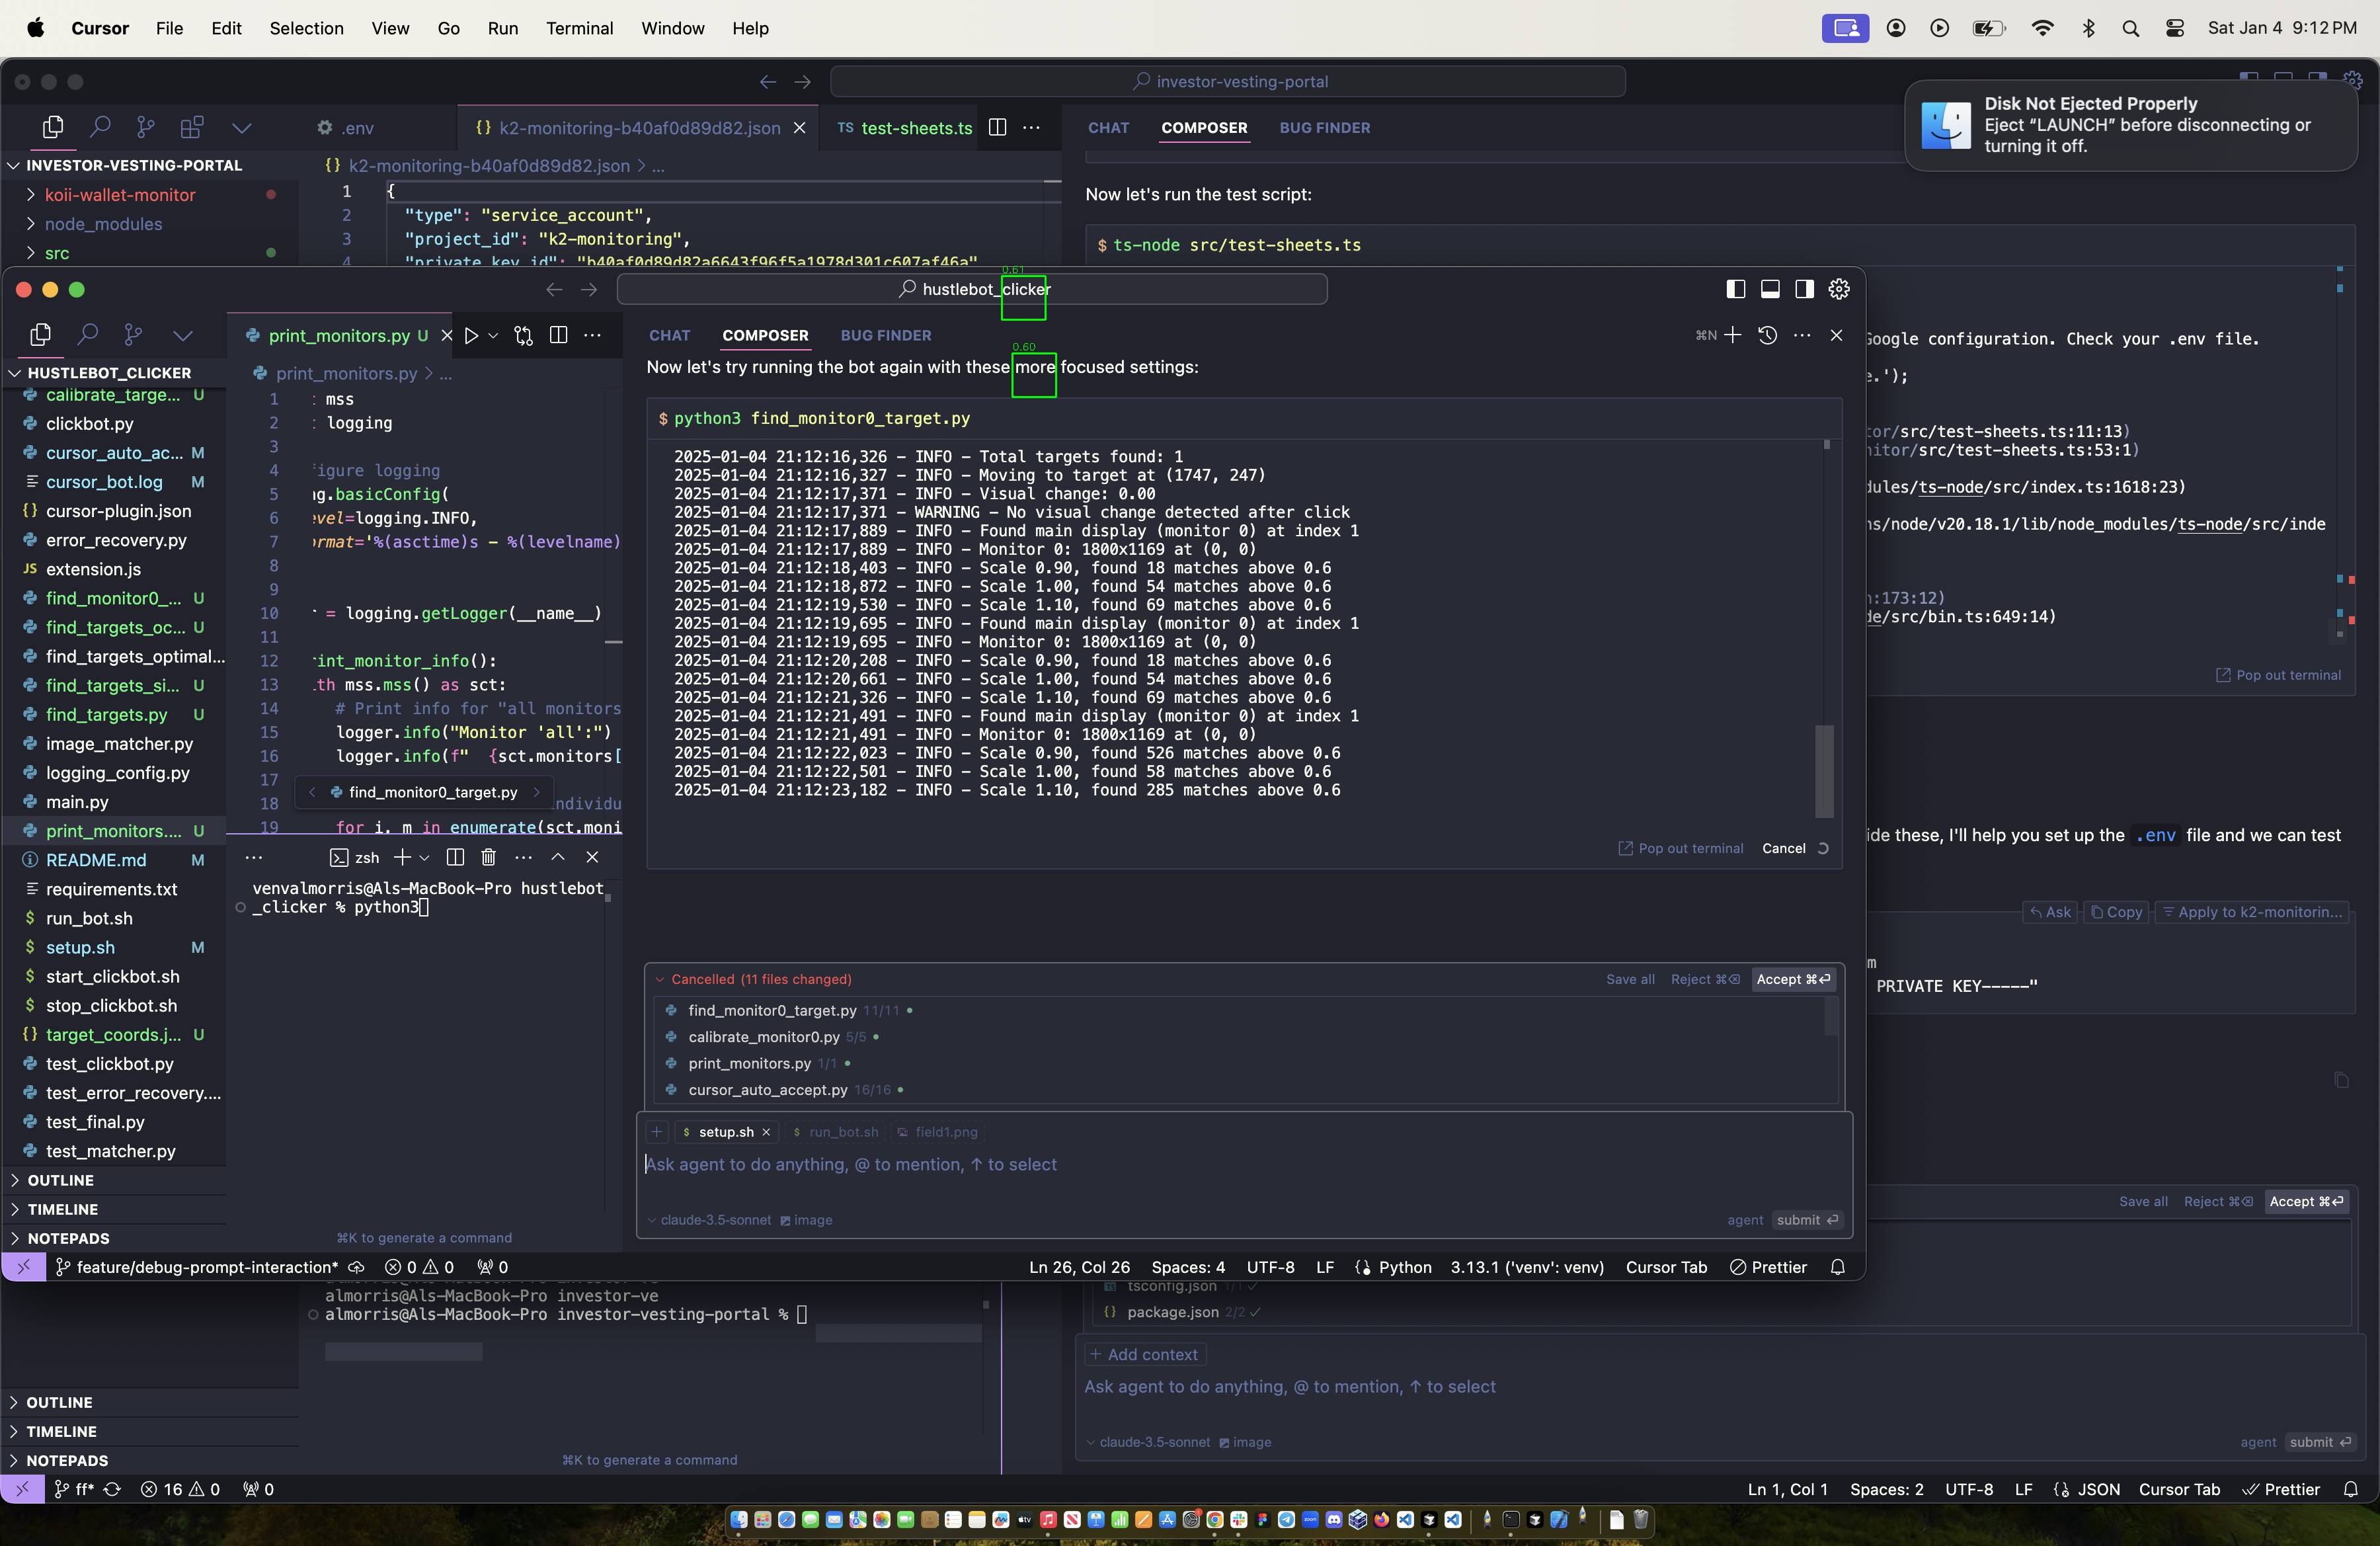 Cursor File Edit Selection View Go Run Terminal Window Help
Sat Jan 4 9:12 PM
investor-vesting-portal
Disk Not Ejected Properly
Eject “LAUNCH” before disconnecting or
turning it off.
.env
k2-monitoring-b40af0d89d82.json
TS test-sheets.ts
CHAT COMPOSER BUG FINDER
INVESTOR-VESTING-PORTAL
{} k2-monitoring-b40af0d89d82.json > ...
koii-wallet-monitor
node_modules
src
1 {
2 "type": "service_account",
3 "project_id": "k2-monitoring",
4 "private_key_id": "b40af0d89d82a6643f96f5a1978d301c607af46a"
Now let's run the test script:
$ ts-node src/test-sheets.ts
0.61
hustlebot_clicker
print_monitors.py U
CHAT COMPOSER BUG FINDER
⌘N
0.60
HUSTLEBOT_CLICKER
print_monitors.py > ...
calibrate_targe... U
clickbot.py
cursor_auto_ac... M
cursor_bot.log M
cursor-plugin.json
error_recovery.py
JS extension.js
find_monitor0_... U
find_targets_oc... U
find_targets_optimal...
find_targets_si... U
find_targets.py U
image_matcher.py
logging_config.py
main.py
print_monitors.... U
README.md M
requirements.txt
$ run_bot.sh
$ setup.sh M
$ start_clickbot.sh
$ stop_clickbot.sh
{} target_coords.j... U
test_clickbot.py
test_error_recovery....
test_final.py
test_matcher.py
OUTLINE
TIMELINE
NOTEPADS
1 mss
2 logging
3
4 figure logging
5 ng.basicConfig(
6 evel=logging.INFO,
7 ormat='%(asctime)s - %(levelname)
8
9
10 r = logging.getLogger(__name__)
11
12 rint_monitor_info():
13 ith mss.mss() as sct:
14 # Print info for "all monitors
15 logger.info("Monitor 'all':")
16 logger.info(f" {sct.monitors[
17
find_monitor0_target.py
18 individu
19 for i, m in enumerate(sct.moni
zsh
venvalmorris@Als-MacBook-Pro hustlebot
_clicker % python3
⌘K to generate a command
Now let's try running the bot again with these more focused settings:
$ python3 find_monitor0_target.py
2025-01-04 21:12:16,326 - INFO - Total targets found: 1
2025-01-04 21:12:16,327 - INFO - Moving to target at (1747, 247)
2025-01-04 21:12:17,371 - INFO - Visual change: 0.00
2025-01-04 21:12:17,371 - WARNING - No visual change detected after click
2025-01-04 21:12:17,889 - INFO - Found main display (monitor 0) at index 1
2025-01-04 21:12:17,889 - INFO - Monitor 0: 1800x1169 at (0, 0)
2025-01-04 21:12:18,403 - INFO - Scale 0.90, found 18 matches above 0.6
2025-01-04 21:12:18,872 - INFO - Scale 1.00, found 54 matches above 0.6
2025-01-04 21:12:19,530 - INFO - Scale 1.10, found 69 matches above 0.6
2025-01-04 21:12:19,695 - INFO - Found main display (monitor 0) at index 1
2025-01-04 21:12:19,695 - INFO - Monitor 0: 1800x1169 at (0, 0)
2025-01-04 21:12:20,208 - INFO - Scale 0.90, found 18 matches above 0.6
2025-01-04 21:12:20,661 - INFO - Scale 1.00, found 54 matches above 0.6
2025-01-04 21:12:21,326 - INFO - Scale 1.10, found 69 matches above 0.6
2025-01-04 21:12:21,491 - INFO - Found main display (monitor 0) at index 1
2025-01-04 21:12:21,491 - INFO - Monitor 0: 1800x1169 at (0, 0)
2025-01-04 21:12:22,023 - INFO - Scale 0.90, found 526 matches above 0.6
2025-01-04 21:12:22,501 - INFO - Scale 1.00, found 58 matches above 0.6
2025-01-04 21:12:23,182 - INFO - Scale 1.10, found 285 matches above 0.6
Pop out terminal Cancel
Cancelled (11 files changed) Save all Reject ⌘⌫ Accept ⌘⏎
find_monitor0_target.py 11/11
calibrate_monitor0.py 5/5
print_monitors.py 1/1
cursor_auto_accept.py 16/16
$ setup.sh
$ run_bot.sh
field1.png
Ask agent to do anything, @ to mention, ↑ to select
claude-3.5-sonnet image
agent submit ⏎
feature/debug-prompt-interaction* 0 0 0
Ln 26, Col 26 Spaces: 4 UTF-8 LF Python 3.13.1 ('venv': venv) Cursor Tab Prettier
Google configuration. Check your .env file.
e.');
tor/src/test-sheets.ts:11:13)
nitor/src/test-sheets.ts:53:1)
dules/ts-node/src/index.ts:1618:23)
ns/node/v20.18.1/lib/node_modules/ts-node/src/inde
n:173:12)
de/src/bin.ts:649:14)
Pop out terminal
ide these, I'll help you set up the .env file and we can test
Ask Copy Apply to k2-monitorin...
m
PRIVATE KEY-----"
Save all Reject ⌘⌫ Accept ⌘⏎
tsconfig.json 1/1
{} package.json 2/2
+ Add context
Ask agent to do anything, @ to mention, ↑ to select
claude-3.5-sonnet image
agent submit ⏎
almorris@Als-MacBook-Pro investor-ve
almorris@Als-MacBook-Pro investor-vesting-portal %
OUTLINE
TIMELINE
NOTEPADS
⌘K to generate a command
ff* 16 0 0
Ln 1, Col 1 Spaces: 2 UTF-8 LF JSON Cursor Tab Prettier